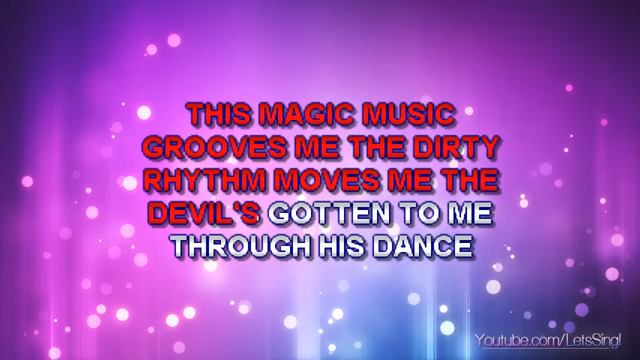 THIS MAGIC MUSIC
GROOVES ME THE DIRTY
RHYTHM MOVES ME THE
DEVIL'S GOTTEN TO ME
THROUGH HIS DANCE
Youtube.com/LetsSing!